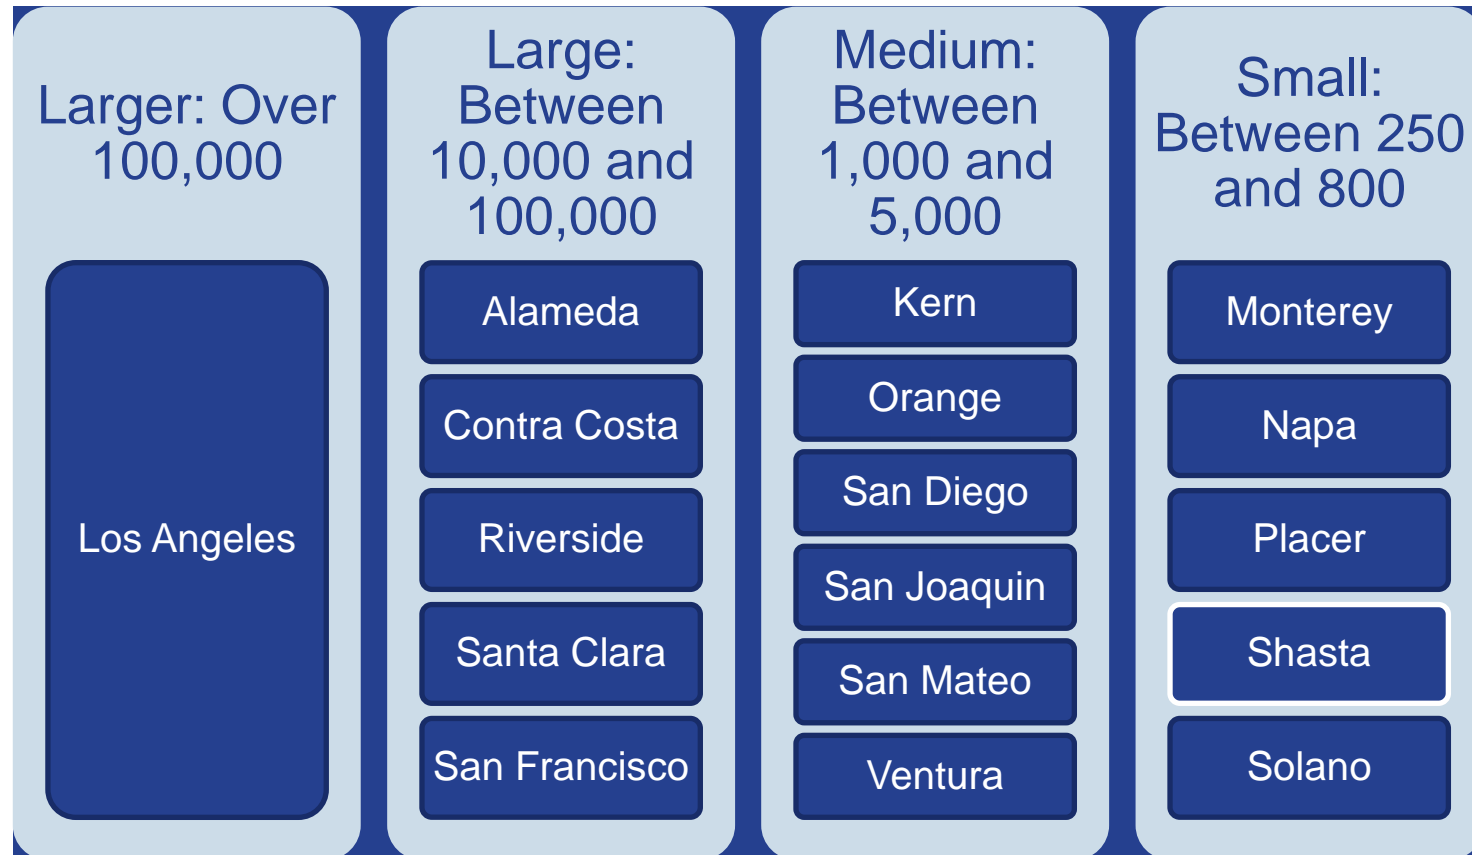 Larger: Over
100,000
Los Angeles
Large:
Between
10,000 and
100,000
Alameda
Contra Costa
Riverside
Santa Clara
San Francisco
Medium:
Between
1,000 and
5,000
Kern
Orange
San Diego
San Joaquin
San Mateo
Ventura
Small:
Between 250
and 800
Monterey
Napa
Placer
Shasta
Solano